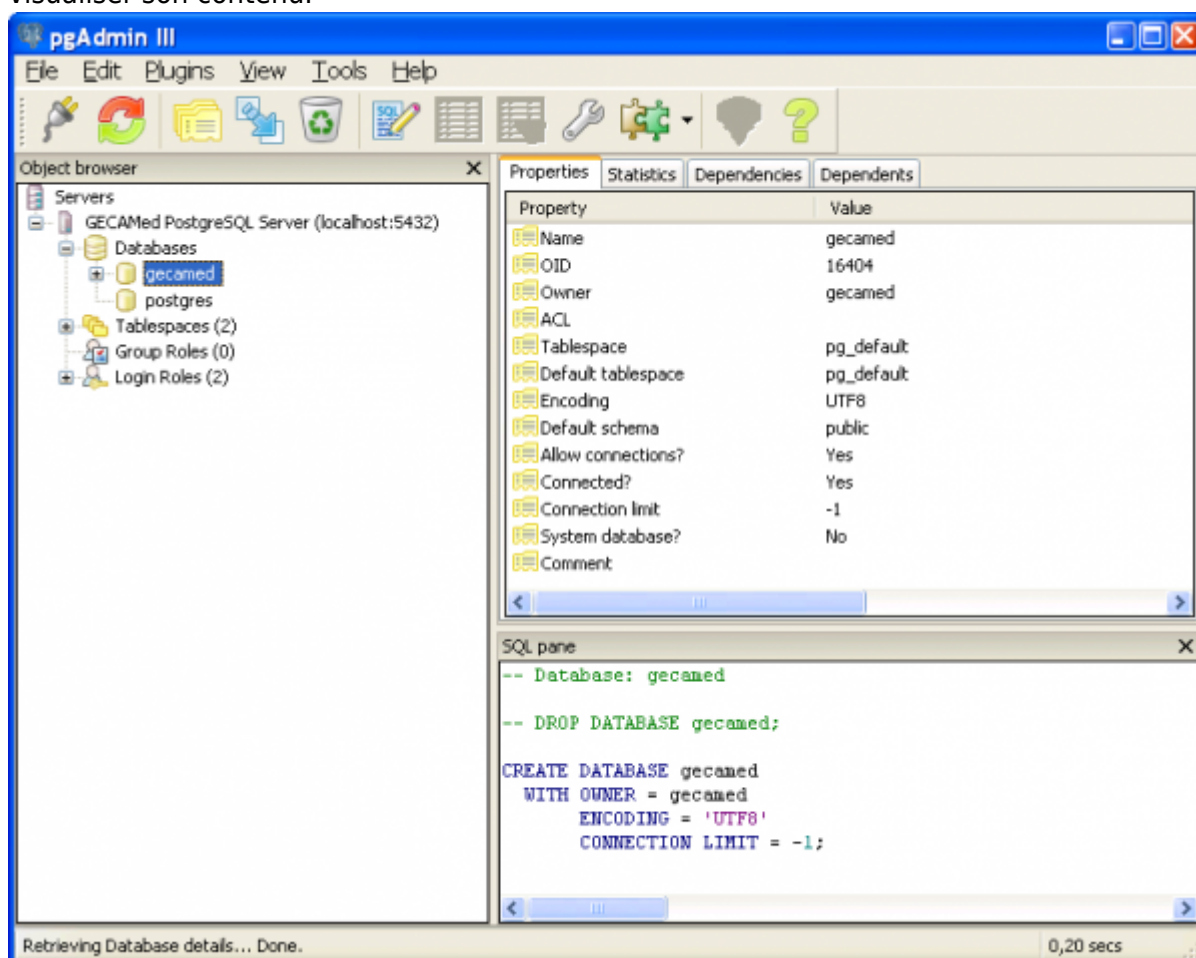 visualiser son contenu.
pgAdmin III
File Edit Plugins View Tools Help
SQL
Object browser
Servers
GECAMed PostgreSQL Server (localhost:5432)
Databases
gecamed
postgres
Tablespaces (2)
Group Roles (0)
Login Roles (2)
Properties Statistics Dependencies Dependents
Property Value
Name gecamed
OID 16404
Owner gecamed
ACL
Tablespace pg_default
Default tablespace pg_default
Encoding UTF8
Default schema public
Allow connections? Yes
Connected? Yes
Connection limit -1
System database? No
Comment
SQL pane
-- Database: gecamed
-- DROP DATABASE gecamed;
CREATE DATABASE gecamed
WITH OWNER = gecamed
ENCODING = 'UTF8'
CONNECTION LIMIT = -1;
Retrieving Database details... Done. 0,20 secs